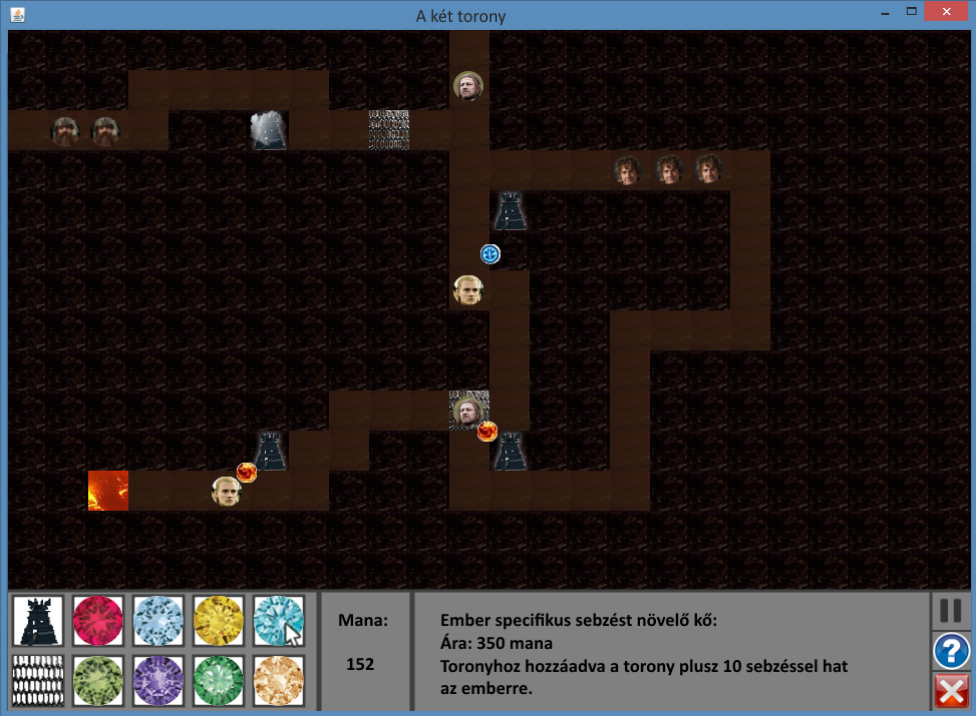 A két torony
Mana:
152
Ember specifikus sebzést növelő kő:
Ára: 350 mana
Toronyhoz hozzáadva a torony plusz 10 sebzéssel hat
az emberre.
?